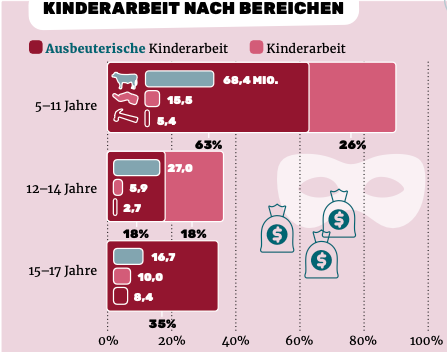 KINDERARBEIT NACH BEREICHEN
Ausbeuterische Kinderarbeit Kinderarbeit
5–11 Jahre
68,4 MIO.
15,5
5,4
63% 26%
12–14 Jahre
27,0
5,9
2,7
18% 18%
15–17 Jahre
16,7
10,0
8,4
35%
0% 20% 40% 60% 80% 100%
$ $ $